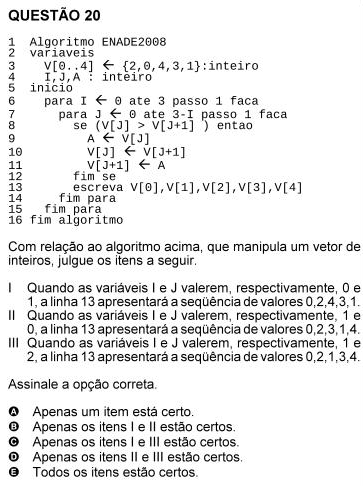 QUESTÃO 20
1 Algoritmo ENADE2008
2 variaveis
3 V[0..4] ← {2,0,4,3,1}:inteiro
4 I,J,A : inteiro
5 inicio
6 para I ← 0 ate 3 passo 1 faca
7 para J ← 0 ate 3-I passo 1 faca
8 se (V[J] > V[J+1] ) entao
9 A ← V[J]
10 V[J] ← V[J+1]
11 V[J+1] ← A
12 fim se
13 escreva V[0],V[1],V[2],V[3],V[4]
14 fim para
15 fim para
16 fim algoritmo
Com relação ao algoritmo acima, que manipula um vetor de
inteiros, julgue os itens a seguir.
I Quando as variáveis I e J valerem, respectivamente, 0 e
1, a linha 13 apresentará a seqüência de valores 0,2,4,3,1.
II Quando as variáveis I e J valerem, respectivamente, 1 e
0, a linha 13 apresentará a seqüência de valores 0,2,3,1,4.
III Quando as variáveis I e J valerem, respectivamente, 1 e
2, a linha 13 apresentará a seqüência de valores 0,2,1,3,4.
Assinale a opção correta.
A Apenas um item está certo.
B Apenas os itens I e II estão certos.
C Apenas os itens I e III estão certos.
D Apenas os itens II e III estão certos.
E Todos os itens estão certos.